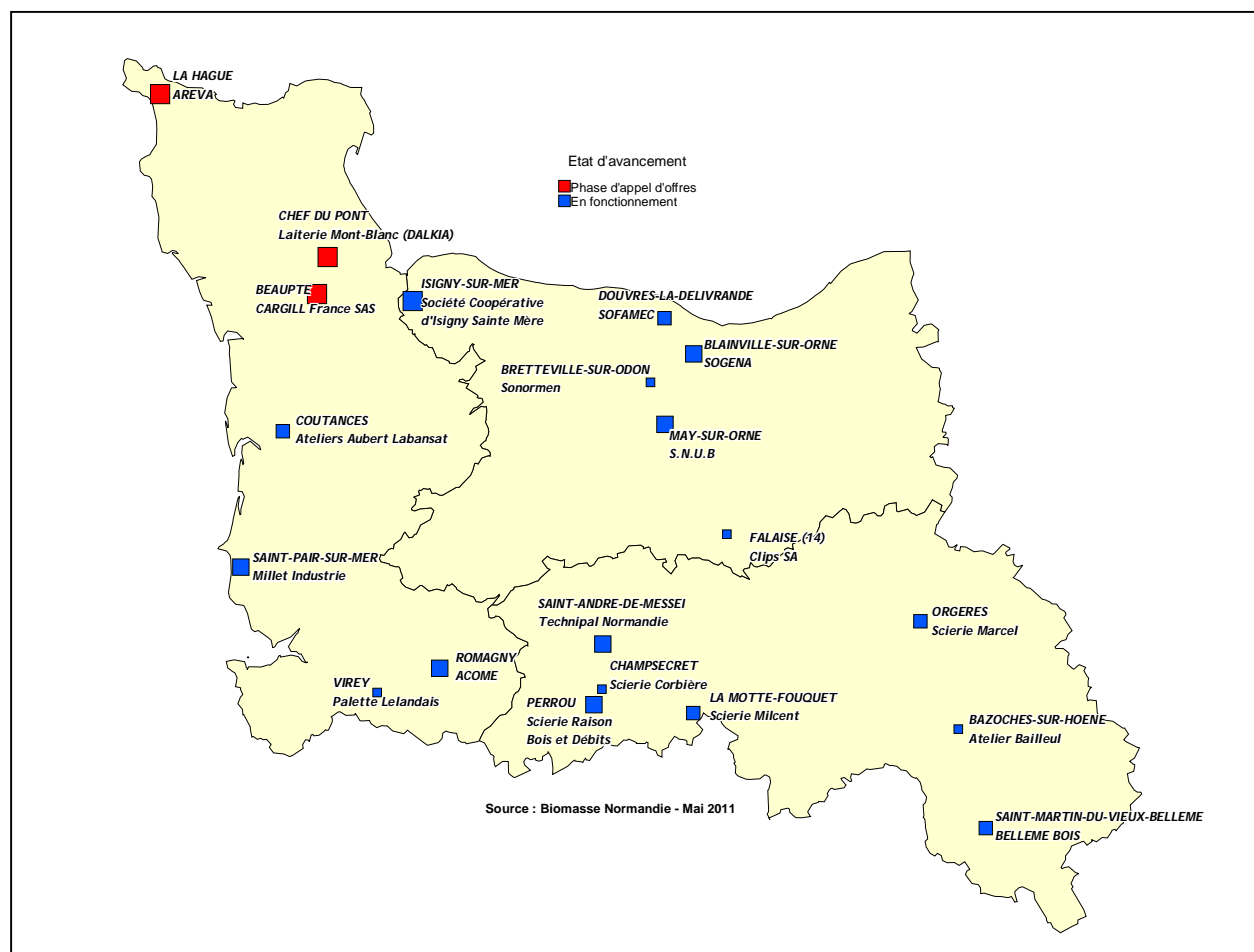 LA HAGUE
AREVA
Etat d'avancement
Phase d'appel d'offres
En fonctionnement
CHEF DU PONT
Laiterie Mont-Blanc (DALKIA)
BEAUPTE
CARGILL France SAS
ISIGNY-SUR-MER
Société Coopérative
d'Isigny Sainte Mère
DOUVRES-LA-DELIVRANDE
SOFAMEC
BLAINVILLE-SUR-ORNE
SOGENA
BRETTEVILLE-SUR-ODON
Sonormen
COUTANCES
Ateliers Aubert Labansat
MAY-SUR-ORNE
S.N.U.B
FALAISE (14)
Clips SA
SAINT-PAIR-SUR-MER
Millet Industrie
SAINT-ANDRE-DE-MESSEI
Technipal Normandie
ORGERES
Scierie Marcel
ROMAGNY
ACOME
CHAMPSECRET
Scierie Corbière
VIREY
Palette Lelandais
PERROU
Scierie Raison
Bois et Débits
LA MOTTE-FOUQUET
Scierie Milcent
BAZOCHES-SUR-HOENE
Atelier Bailleul
Source : Biomasse Normandie - Mai 2011
SAINT-MARTIN-DU-VIEUX-BELLEME
BELLEME BOIS